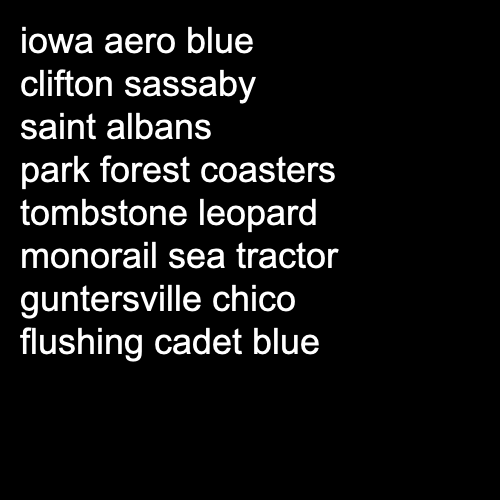 iowa aero blue
clifton sassaby
saint albans
park forest coasters
tombstone leopard
monorail sea tractor
guntersville chico
flushing cadet blue